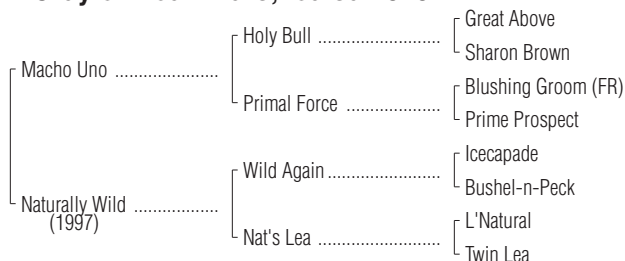 Great Above
Holy Bull ..............................
Sharon Brown
Macho Uno .........................
Blushing Groom (FR)
Primal Force .......................
Prime Prospect
Icecapade
Wild Again ...........................
Bushel-n-Peck
Naturally Wild ....................
(1997)
L'Natural
Nat's Lea .............................
Twin Lea